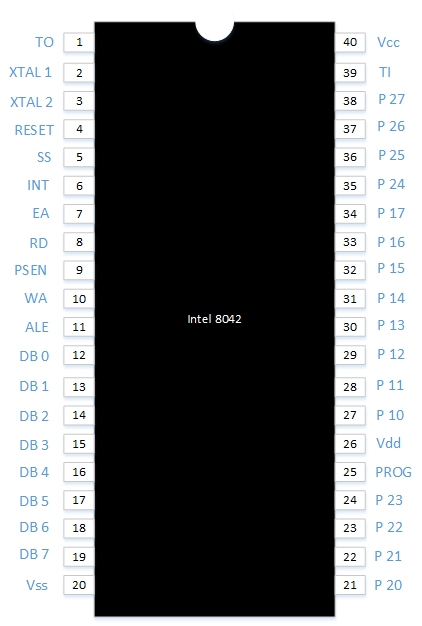 TO 1 40 Vcc
XTAL 1 2 39 TI
XTAL 2 3 38 P 27
RESET 4 37 P 26
SS 5 36 P 25
INT 6 35 P 24
EA 7 34 P 17
RD 8 33 P 16
PSEN 9 32 P 15
WA 10 31 P 14
Intel 8042
ALE 11 30 P 13
DB 0 12 29 P 12
DB 1 13 28 P 11
DB 2 14 27 P 10
DB 3 15 26 Vdd
DB 4 16 25 PROG
DB 5 17 24 P 23
DB 6 18 23 P 22
DB 7 19 22 P 21
Vss 20 21 P 20